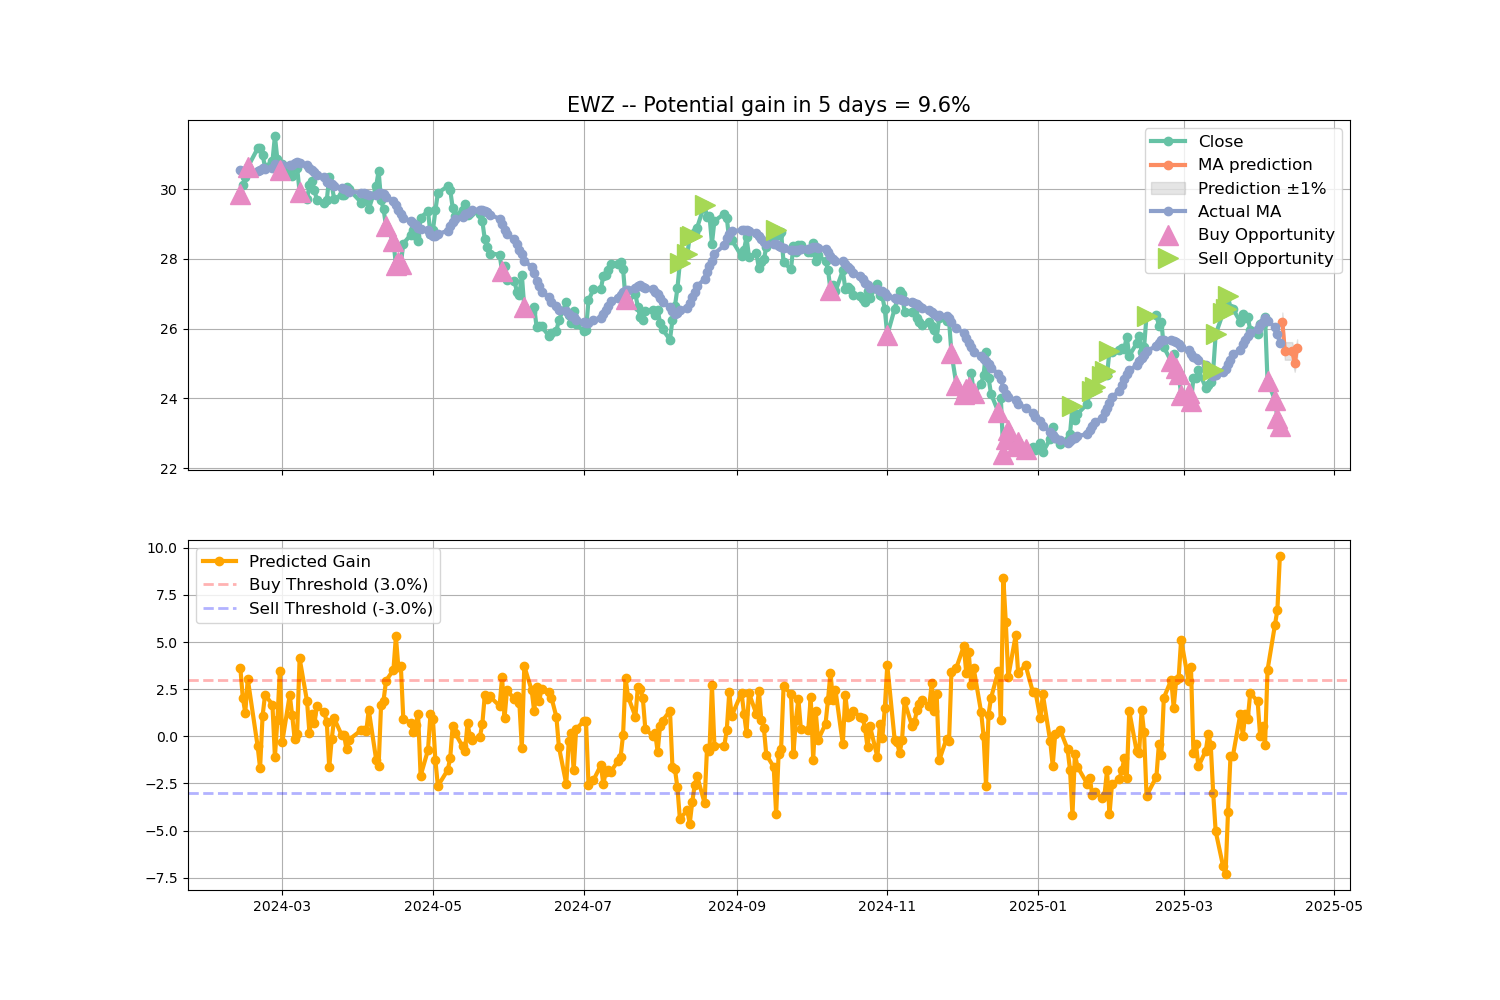 EWZ -- Potential gain in 5 days = 9.6%
Close
MA prediction
Prediction ±1%
Actual MA
Buy Opportunity
Sell Opportunity
30
28
26
24
22
Predicted Gain
Buy Threshold (3.0%)
Sell Threshold (-3.0%)
10.0
7.5
5.0
2.5
0.0
−2.5
−5.0
−7.5
2024-03
2024-05
2024-07
2024-09
2024-11
2025-01
2025-03
2025-05